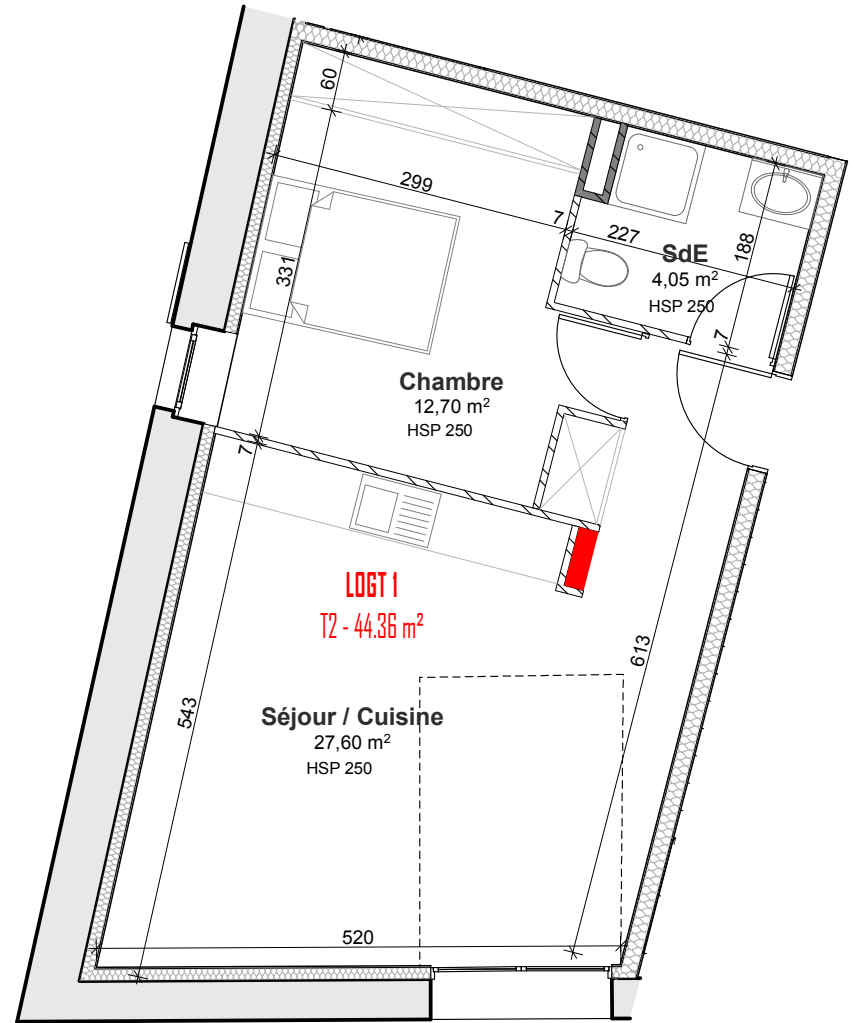 60
299
7
227
188
SdE
4,05 m²
HSP 250
331
7
Chambre
12,70 m²
HSP 250
7
LOGT 1
T2 - 44.36 m²
613
543
Séjour / Cuisine
27,60 m²
HSP 250
520